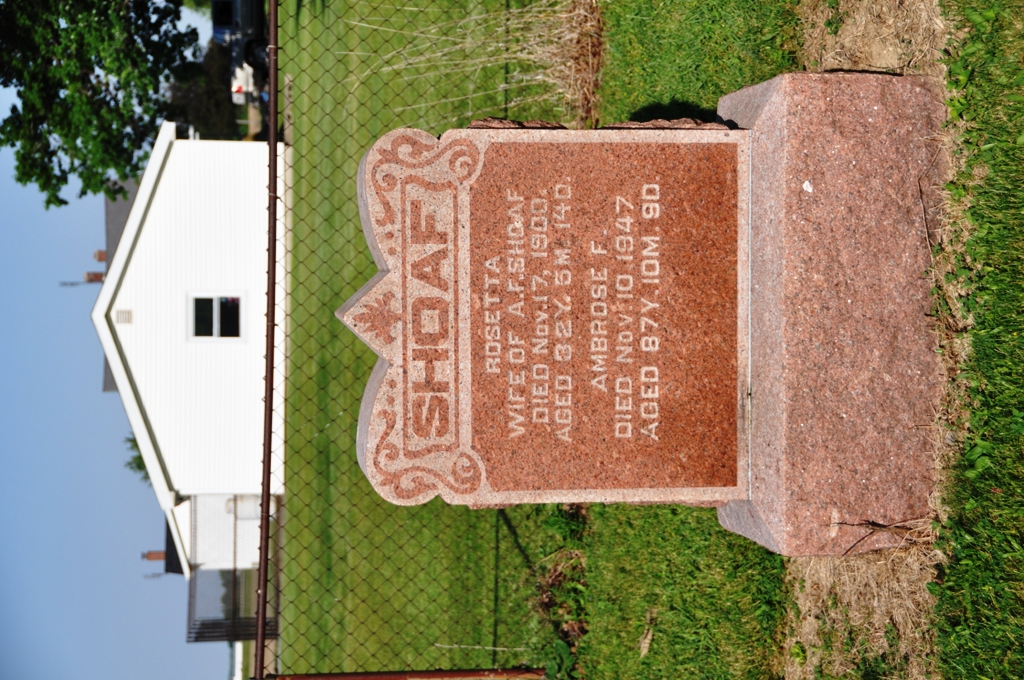 SHOAF
ROSETTA
WIFE OF A.F. SHOAF
DIED NOV. 17, 1900.
AGED 32Y. 5M. 14D.
AMBROSE F.
DIED NOV 10, 1947
AGED 87Y 10M 9D.